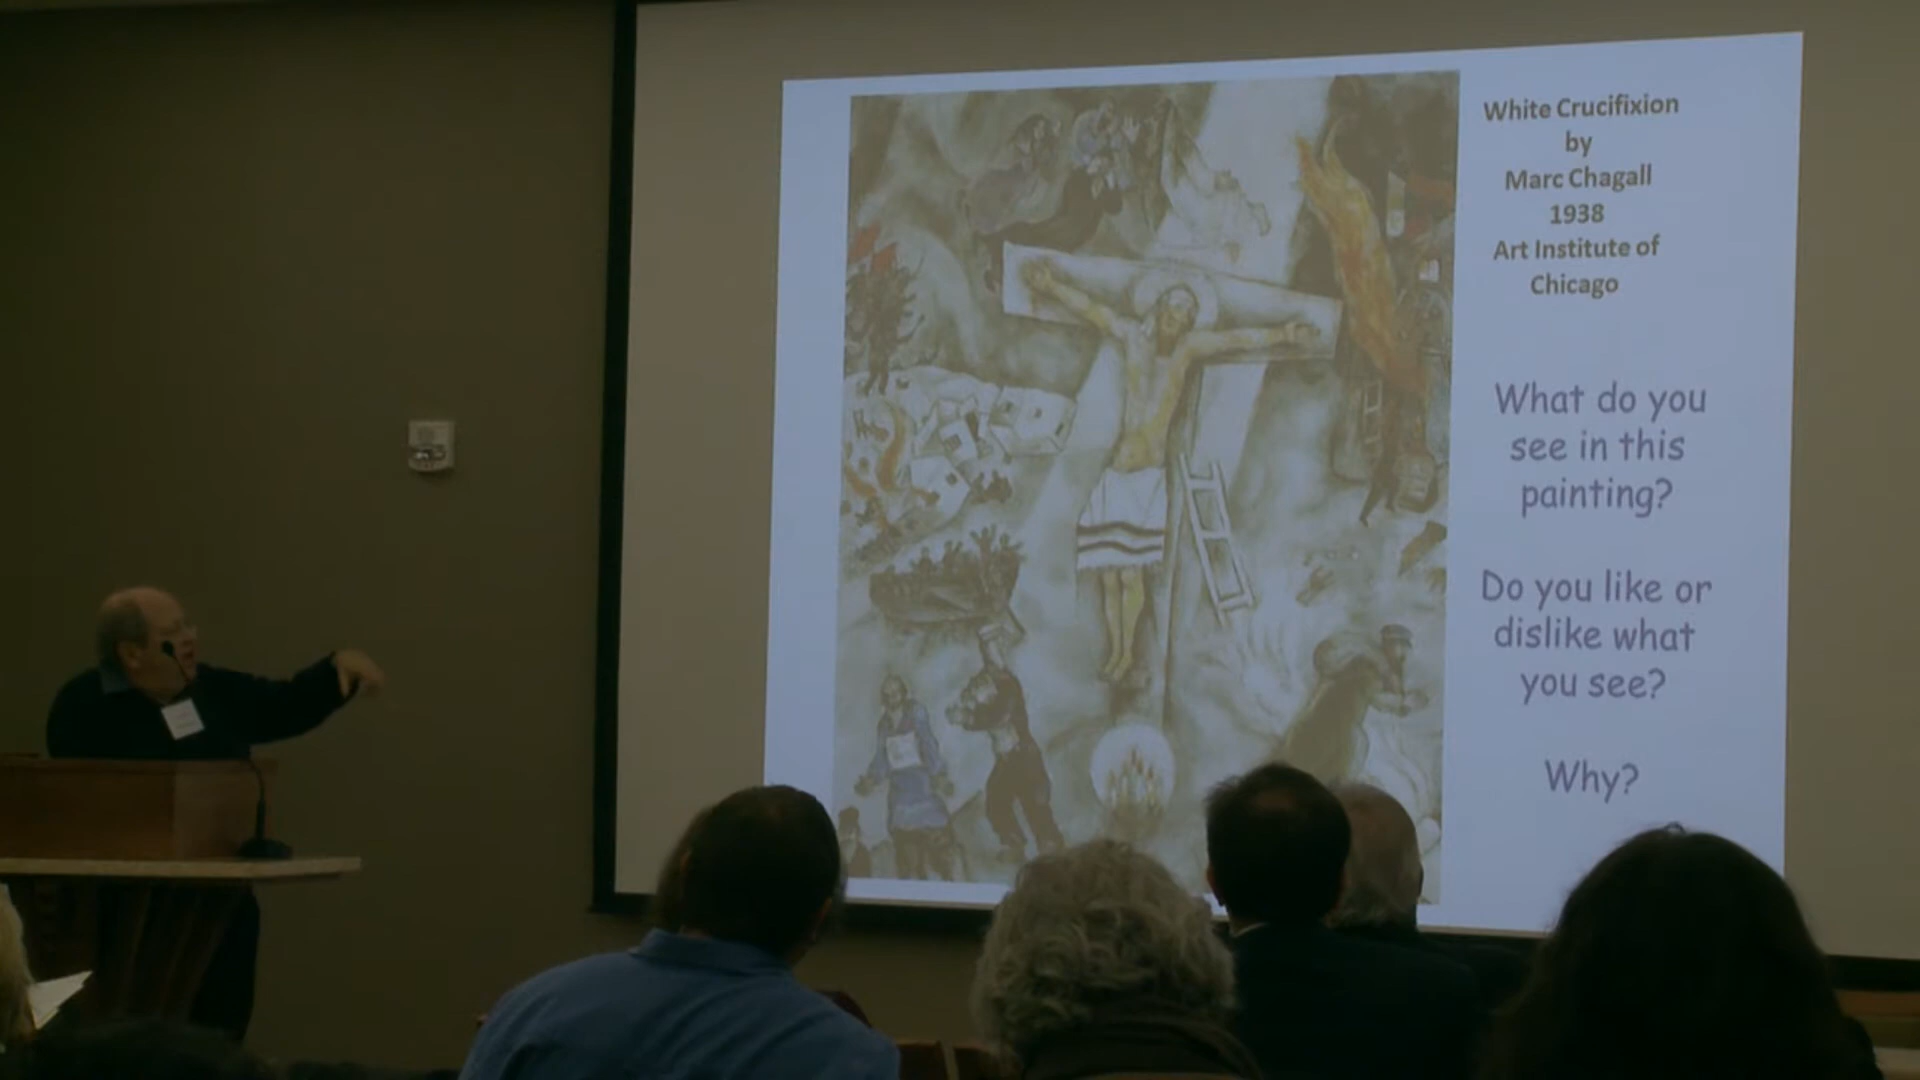 White Crucifixion
by
Marc Chagall
1938
Art Institute of
Chicago
What do you
see in this
painting?
Do you like or
dislike what
you see?
Why?